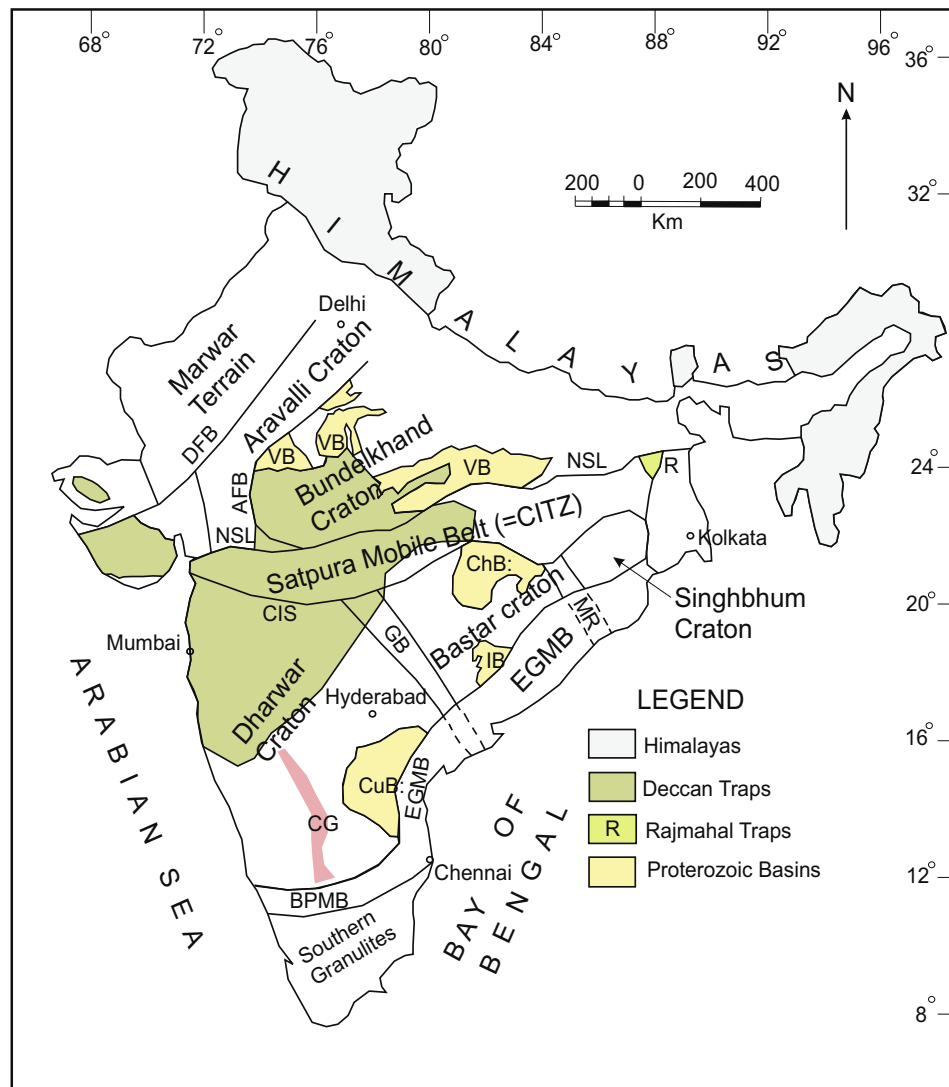 68° 72° 76° 80° 84° 88° 92° 96°
36°
N
200 0 200 400
Km
32°
HIMALAYAS
Delhi
Marwar
Terrain
Aravalli Craton
DFB
VB
VB
Bundelkhand
Craton
VB
NSL
R
24°
AFB
NSL
Satpura Mobile Belt (=CITZ)
Kolkata
ChB:
CIS
Singhbhum
Craton
20°
Mumbai
GB
Bastar craton
MR
IB
EGMB
Dharwar
Craton
Hyderabad
LEGEND
Himalayas
16°
Deccan Traps
R Rajmahal Traps
Proterozoic Basins
CuB:
EGMB
CG
ARABIAN SEA
BAY OF
BENGAL
Chennai
12°
BPMB
Southern
Granulites
8°